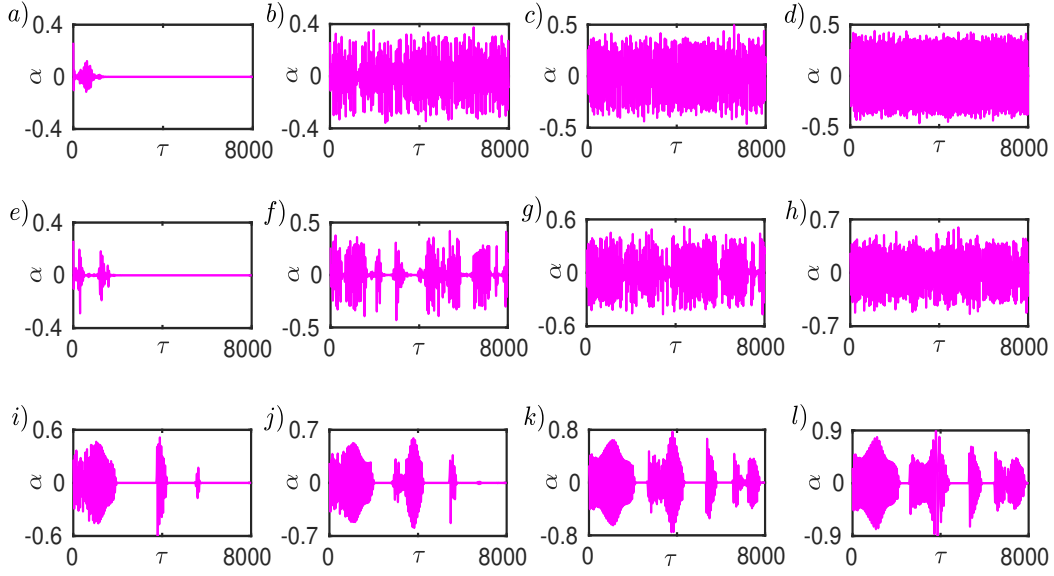 a) 0.4 b) 0.4 c) 0.5 d) 0.5
α 0 α 0 α 0 α 0
-0.4 -0.4 -0.5 -0.5
0 τ 8000 0 τ 8000 0 τ 8000 0 τ 8000
e) 0.4 f) 0.5 g) 0.6 h) 0.7
α 0 α 0 α 0 α 0
-0.4 -0.5 -0.6 -0.7
0 τ 8000 0 τ 8000 0 τ 8000 0 τ 8000
i) 0.6 j) 0.7 k) 0.8 l) 0.9
α 0 α 0 α 0 α 0
-0.6 -0.7 -0.8 -0.9
0 τ 8000 0 τ 8000 0 τ 8000 0 τ 8000